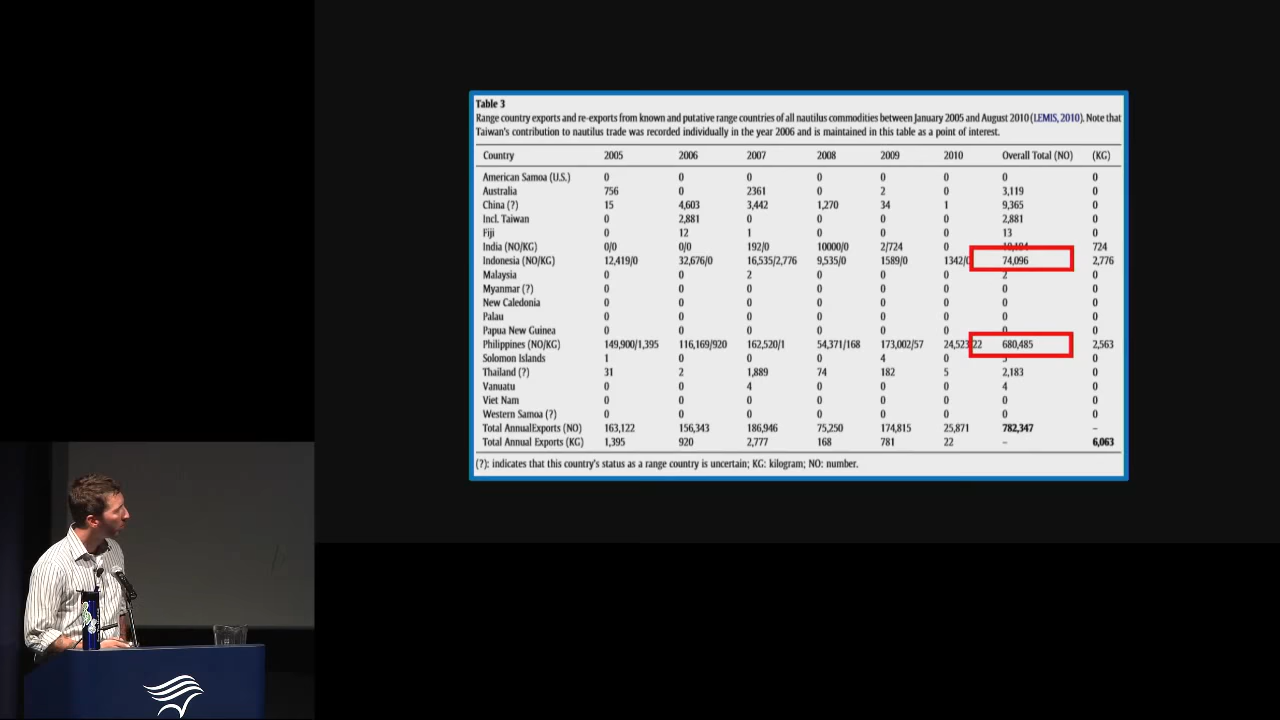 Table 3
Range country exports and re-exports from known and putative range countries of all nautilus commodities between January 2005 and August 2010 (LEMIS, 2010). Note that
Taiwan's contribution to nautilus trade was recorded individually in the year 2006 and is maintained in this table as a point of interest.
Country 2005 2006 2007 2008 2009 2010 Overall Total (NO) (KG)
American Samoa (U.S.) 0 0 0 0 0 0 0 0
Australia 756 0 2361 0 2 0 3,119 0
China (?) 15 4,603 3,442 1,270 34 1 9,365 0
Incl. Taiwan 0 2,881 0 0 0 0 2,881 0
Fiji 0 12 1 0 0 0 13 0
India (NO/KG) 0/0 0/0 192/0 10000/0 2/724 0 724
Indonesia (NO/KG) 12,419/0 32,676/0 16,535/2,776 9,535/0 1589/0 1342/0 74,096 2,776
Malaysia 0 0 2 0 0 0 2 0
Myanmar (?) 0 0 0 0 0 0 0 0
New Caledonia 0 0 0 0 0 0 0 0
Palau 0 0 0 0 0 0 0 0
Papua New Guinea 0 0 0 0 0 0 0 0
Philippines (NO/KG) 149,900/1,395 116,169/920 162,520/1 54,371/168 173,002/57 24,523/22 680,485 2,563
Solomon Islands 1 0 0 0 4 0 0
Thailand (?) 31 2 1,889 74 182 5 2,183 0
Vanuatu 0 0 4 0 0 0 4 0
Viet Nam 0 0 0 0 0 0 0 0
Western Samoa (?) 0 0 0 0 0 0 0 0
Total AnnualExports (NO) 163,122 156,343 186,946 75,250 174,815 25,871 782,347 –
Total Annual Exports (KG) 1,395 920 2,777 168 781 22 – 6,063
(?): indicates that this country's status as a range country is uncertain; KG: kilogram; NO: number.